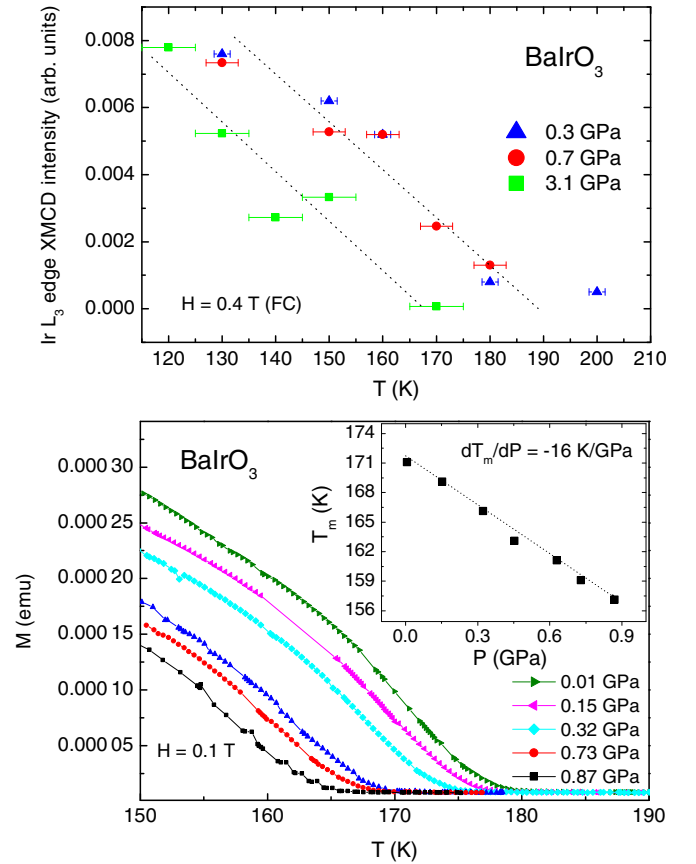 Ir L3 edge XMCD intensity (arb. units)
0.008
0.006
0.004
0.002
0.000
BaIrO3
0.3 GPa
0.7 GPa
3.1 GPa
H = 0.4 T (FC)
120 130 140 150 160 170 180 190 200 210
T (K)
M (emu)
0.000 30
0.000 25
0.000 20
0.000 15
0.000 10
0.000 05
BaIrO3
H = 0.1 T
Tm (K)
174
171
168
165
162
159
156
dTm/dP = -16 K/GPa
0.0 0.3 0.6 0.9
P (GPa)
0.01 GPa
0.15 GPa
0.32 GPa
0.73 GPa
0.87 GPa
150 160 170 180 190
T (K)